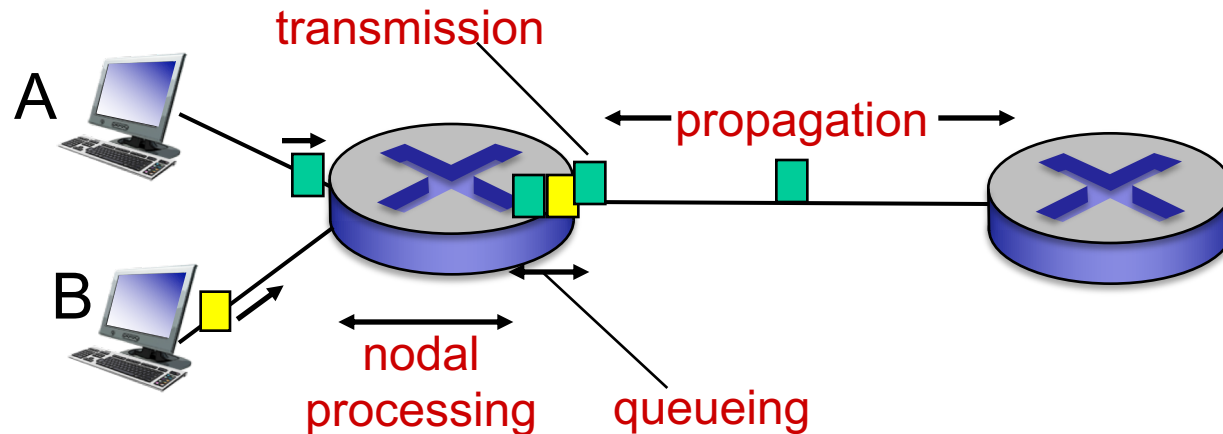 transmission
A
propagation
B
nodal
processing
queueing